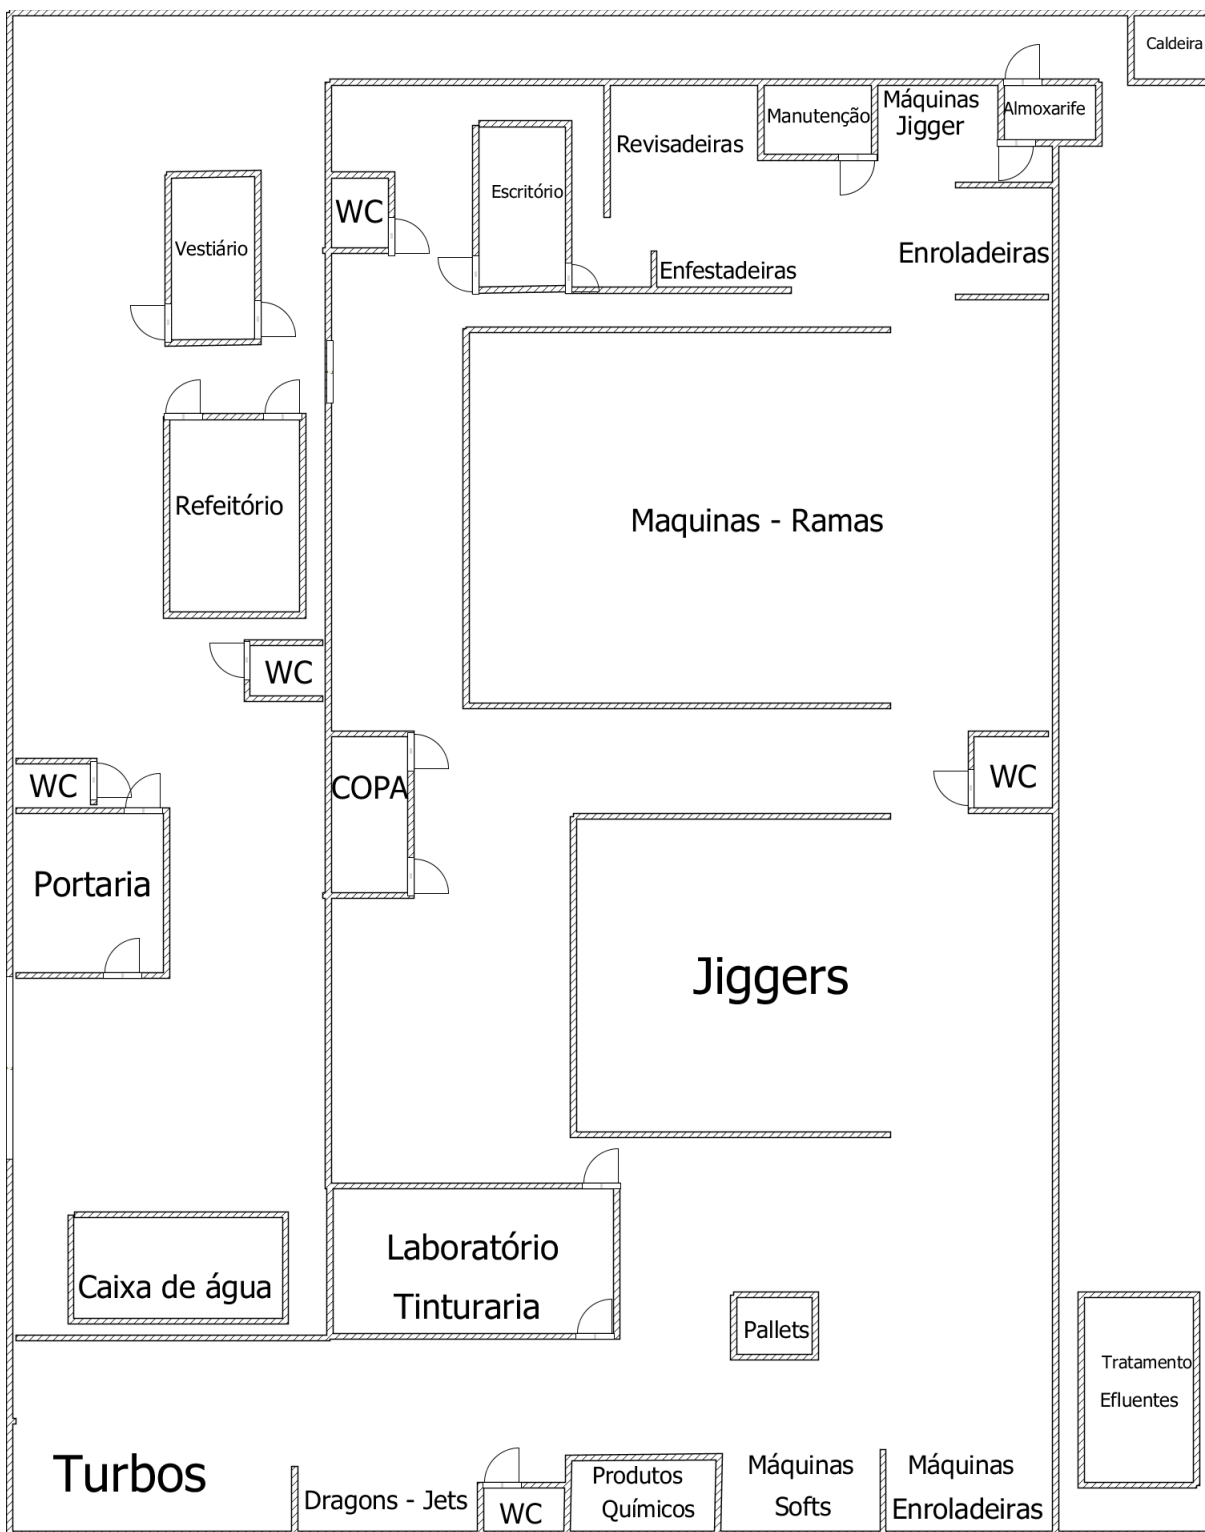 Caldeira
Máquinas
Jigger
Almoxarife
Manutenção
Revisadeiras
Escritório
WC
Vestiário
Enroladeiras
Enfestadeiras
Refeitório
Maquinas - Ramas
WC
WC
COPA
WC
Portaria
Jiggers
Laboratório
Tinturaria
Caixa de água
Pallets
Tratamento
Efluentes
Turbos
Dragons - Jets
WC
Produtos
Químicos
Máquinas
Softs
Máquinas
Enroladeiras